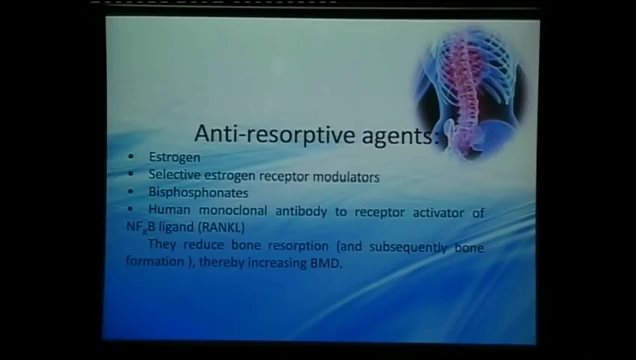 Anti-resorptive agents:
• Estrogen
• Selective estrogen receptor modulators
• Bisphosphonates
• Human monoclonal antibody to receptor activator of
NFκB ligand (RANKL)
They reduce bone resorption (and subsequently bone
formation ), thereby increasing BMD.